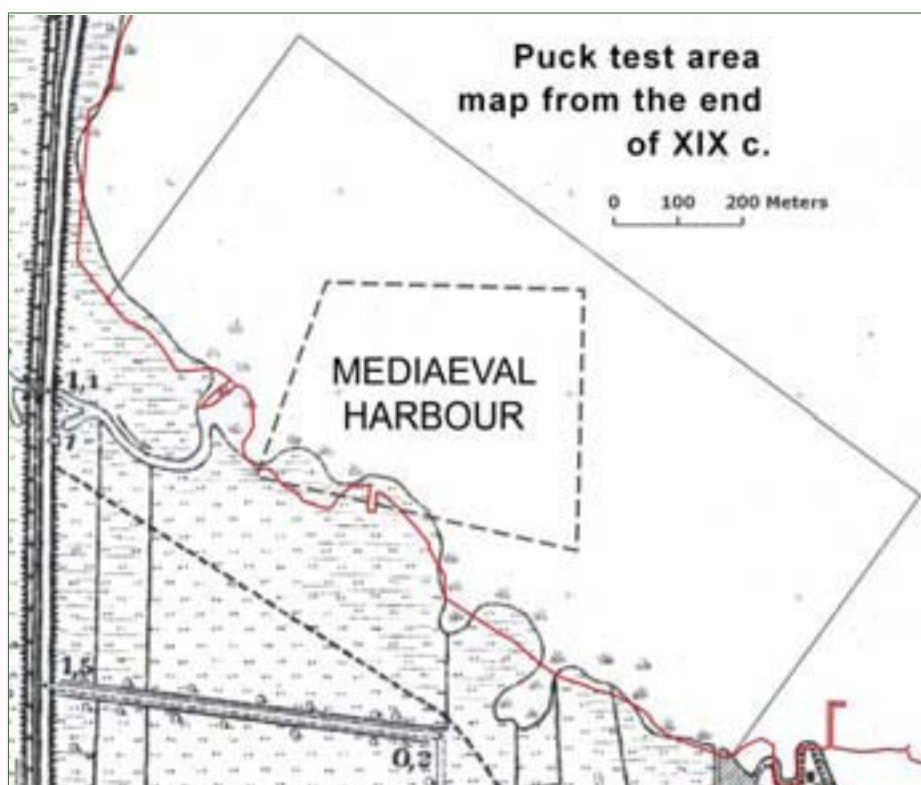 Puck test area
map from the end
of XIX c.
0 100 200 Meters
MEDIAEVAL
HARBOUR
1,1
1,5
0,2